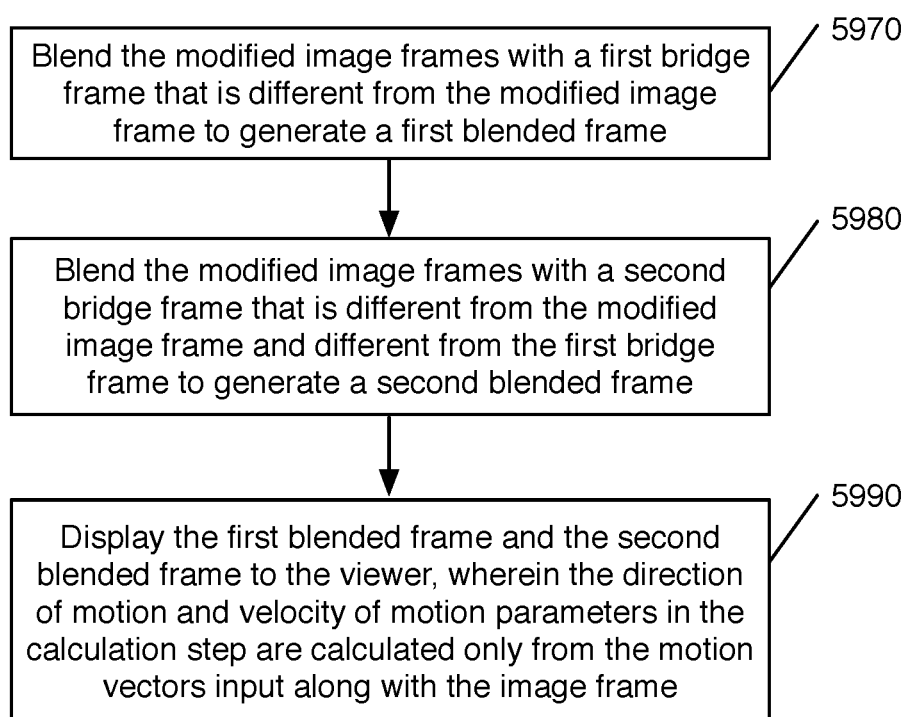 5970
Blend the modified image frames with a first bridge
frame that is different from the modified image
frame to generate a first blended frame
5980
Blend the modified image frames with a second
bridge frame that is different from the modified
image frame and different from the first bridge
frame to generate a second blended frame
5990
Display the first blended frame and the second
blended frame to the viewer, wherein the direction
of motion and velocity of motion parameters in the
calculation step are calculated only from the motion
vectors input along with the image frame